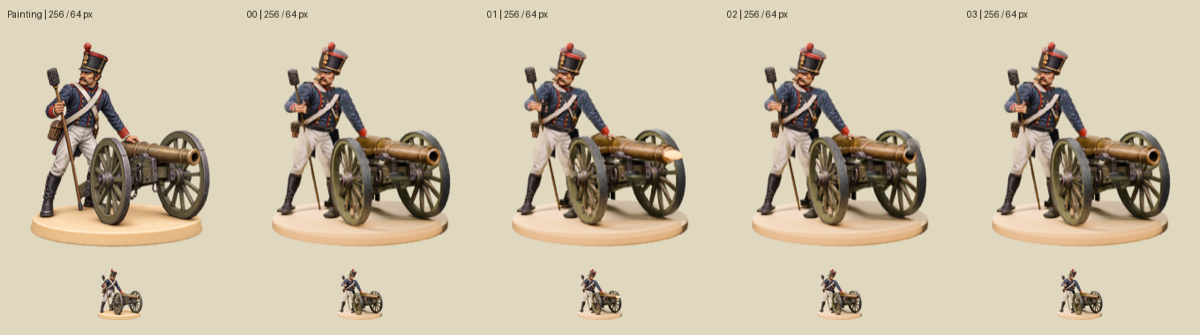 Painting | 256 / 64 px
00 | 256 / 64 px
01 | 256 / 64 px
02 | 256 / 64 px
03 | 256 / 64 px